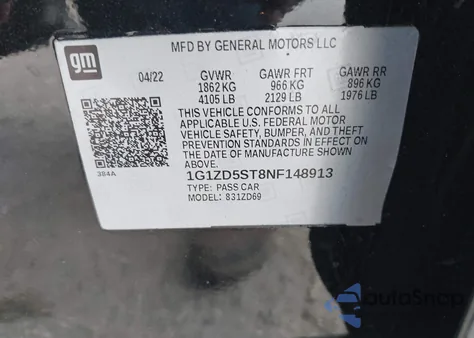 gm
MFD BY GENERAL MOTORS LLC
04/22 GVWR GAWR FRT GAWR RR
1862 KG 966 KG 896 KG
4105 LB 2129 LB 1976 LB
THIS VEHICLE CONFORMS TO ALL
APPLICABLE U.S. FEDERAL MOTOR
VEHICLE SAFETY, BUMPER, AND THEFT
PREVENTION STANDARDS IN EFFECT ON
THE DATE OF MANUFACTURE SHOWN
ABOVE.
384A
1G1ZD5ST8NF148913
TYPE: PASS CAR
MODEL: 831ZD69
AutoSnap